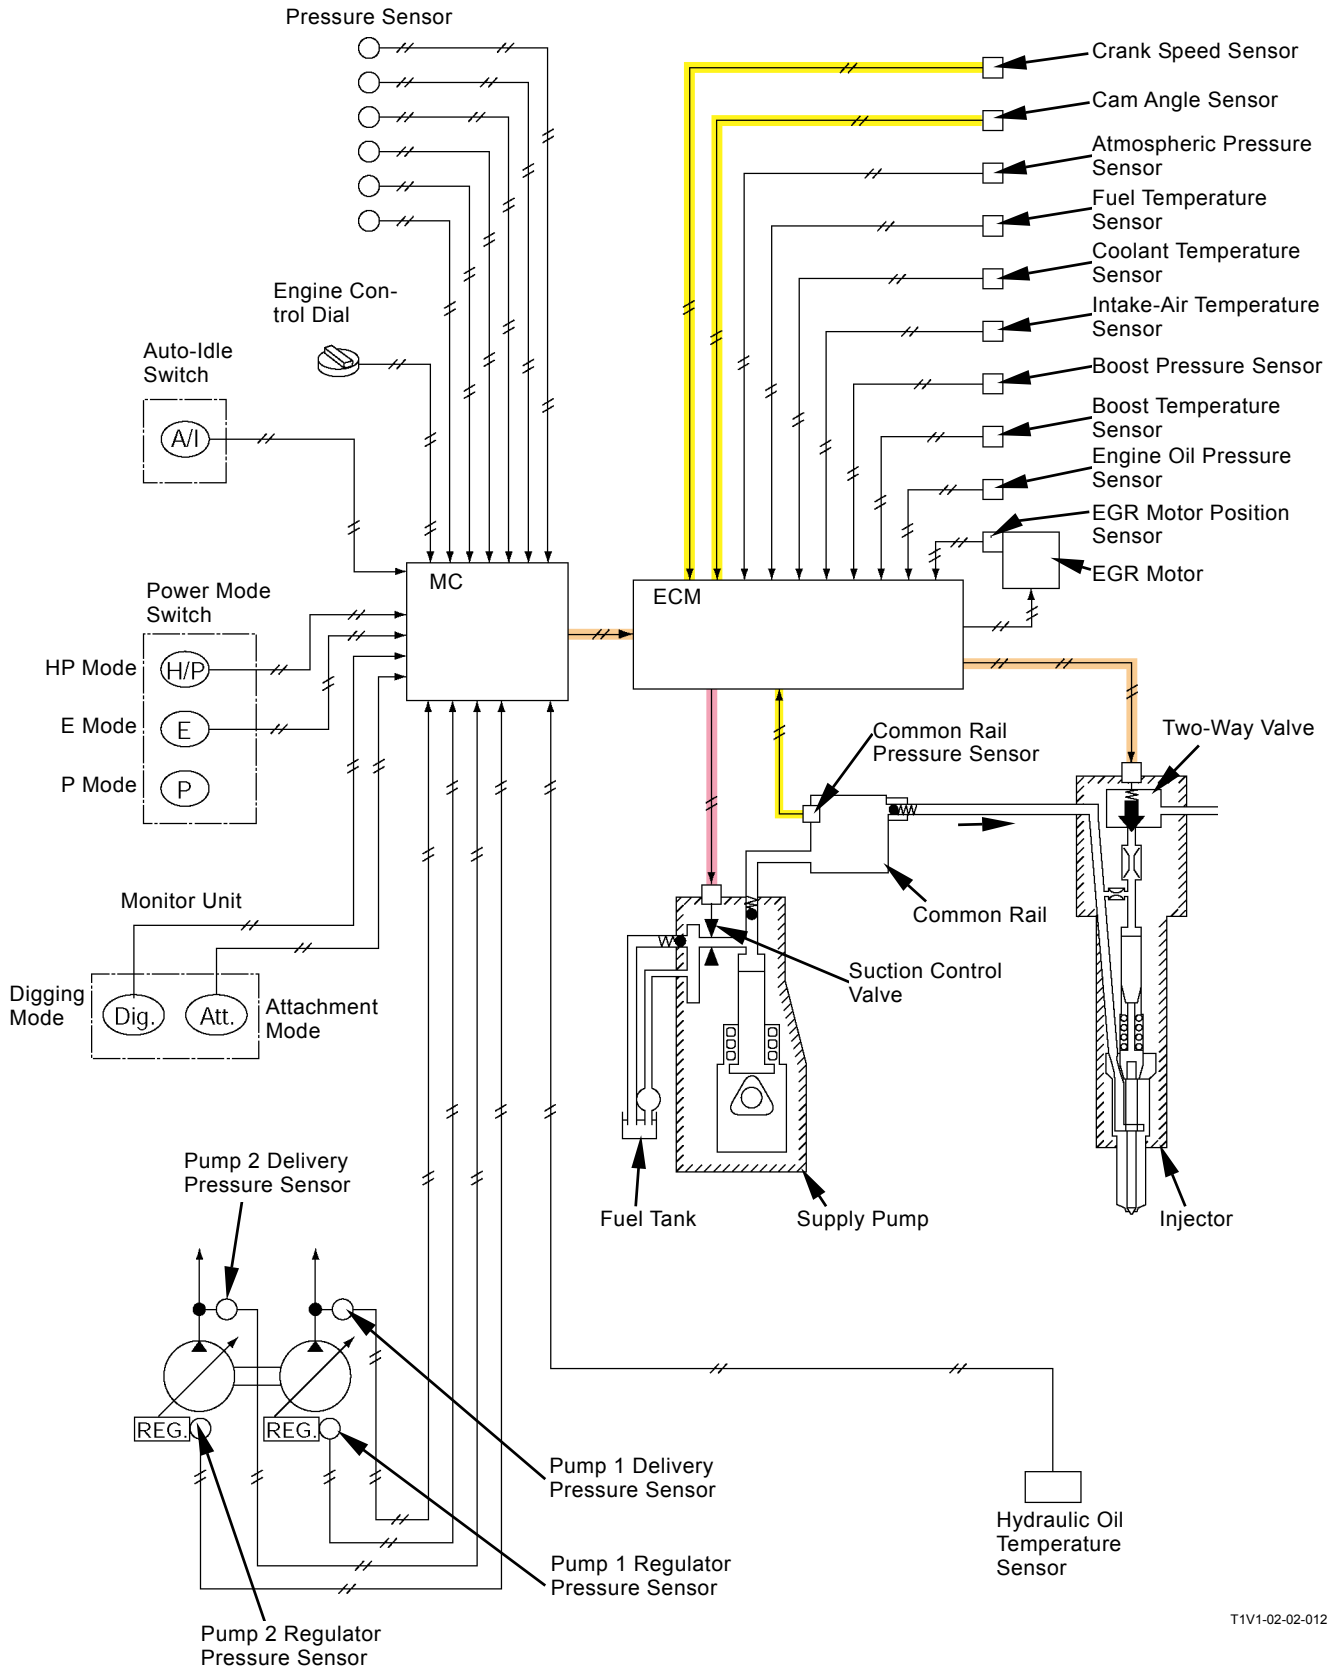 Pressure Sensor
Crank Speed Sensor
Cam Angle Sensor
Atmospheric Pressure
Sensor
Fuel Temperature
Sensor
Coolant Temperature
Sensor
Engine Con-
trol Dial
Intake-Air Temperature
Sensor
Auto-Idle
Switch
A/I
Boost Pressure Sensor
Boost Temperature
Sensor
Engine Oil Pressure
Sensor
EGR Motor Position
Sensor
EGR Motor
MC
ECM
Power Mode
Switch
HP Mode
H/P
E Mode
E
P Mode
P
Common Rail
Pressure Sensor
Two-Way Valve
Common Rail
Monitor Unit
Suction Control
Valve
Digging
Mode
Dig.
Att.
Attachment
Mode
Pump 2 Delivery
Pressure Sensor
Fuel Tank
Supply Pump
Injector
REG.
REG.
Pump 1 Delivery
Pressure Sensor
Hydraulic Oil
Temperature
Sensor
Pump 1 Regulator
Pressure Sensor
Pump 2 Regulator
Pressure Sensor
T1V1-02-02-012